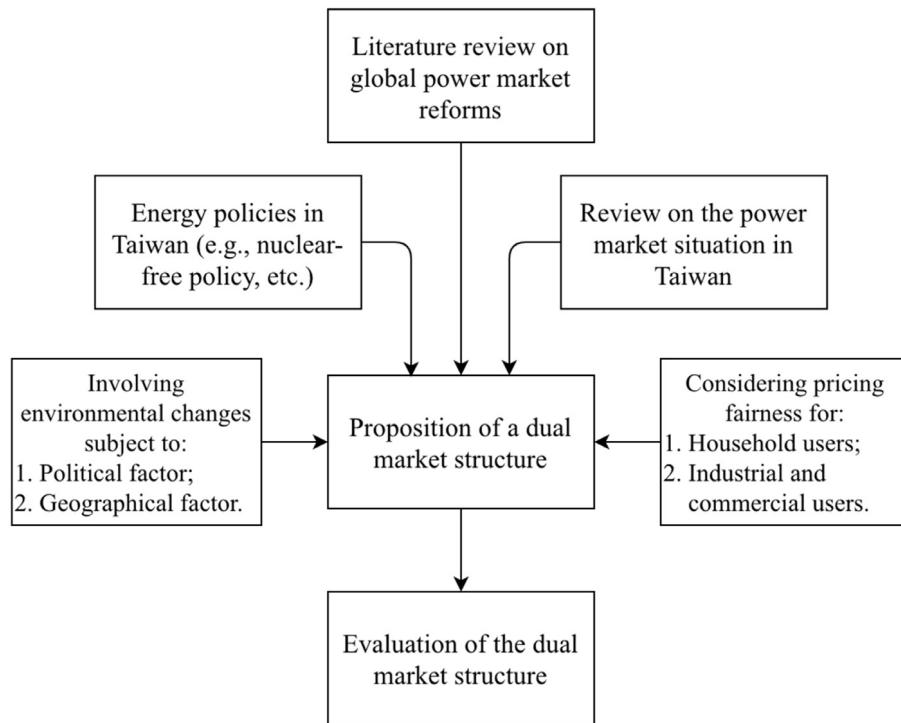 Literature review on
global power market
reforms
Energy policies in
Taiwan (e.g., nuclear-
free policy, etc.)
Review on the power
market situation in
Taiwan
Involving
environmental changes
subject to:
1. Political factor;
2. Geographical factor.
Proposition of a dual
market structure
Considering pricing
fairness for:
1. Household users;
2. Industrial and
commercial users.
Evaluation of the dual
market structure